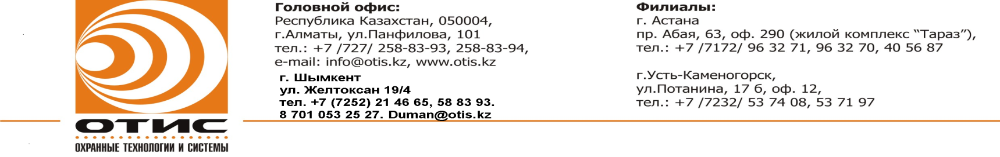 Головной офис:
Республика Казахстан, 050004,
г.Алматы, ул.Панфилова, 101
тел.: +7 /727/ 258-83-93, 258-83-94,
e-mail: info@otis.kz, www.otis.kz
г. Шымкент
ул. Желтоксан 19/4
тел. +7 (7252) 21 46 65, 58 83 93.
8 701 053 25 27. Duman@otis.kz
Филиалы:
г. Астана
пр. Абая, 63, оф. 290 (жилой комплекс “Тараз”),
тел.: +7 /7172/ 96 32 71, 96 32 70, 40 56 87
г.Усть-Каменогорск,
ул.Потанина, 17 б, оф. 12,
тел.: +7 /7232/ 53 74 08, 53 71 97
ОТИС
ОХРАННЫЕ ТЕХНОЛОГИИ И СИСТЕМЫ